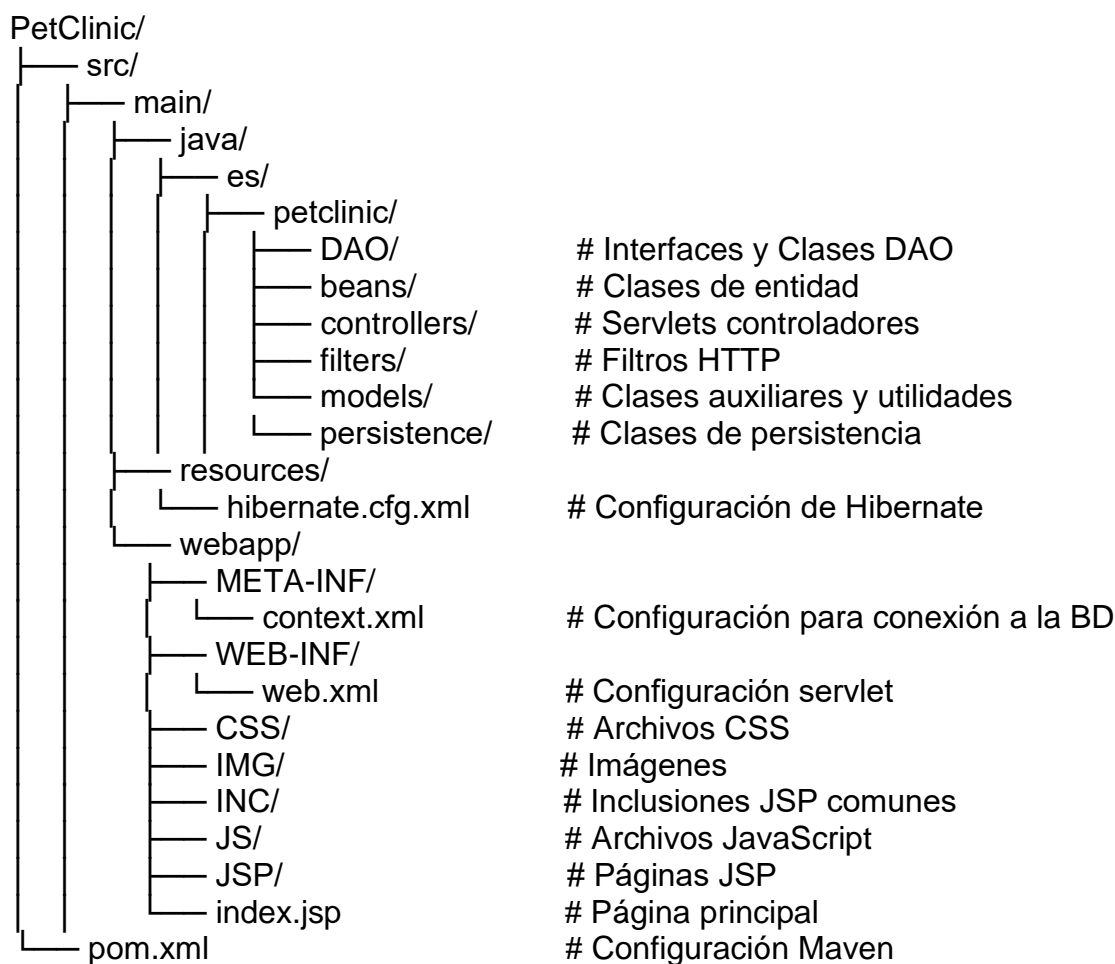 PetClinic/
├── src/
│ ├── main/
│ │ ├── java/
│ │ │ ├── es/
│ │ │ │ ├── petclinic/
│ │ │ │ │ ├── DAO/ # Interfaces y Clases DAO
│ │ │ │ │ ├── beans/ # Clases de entidad
│ │ │ │ │ ├── controllers/ # Servlets controladores
│ │ │ │ │ ├── filters/ # Filtros HTTP
│ │ │ │ │ ├── models/ # Clases auxiliares y utilidades
│ │ │ │ │ └── persistence/ # Clases de persistencia
│ │ ├── resources/
│ │ │ └── hibernate.cfg.xml # Configuración de Hibernate
│ │ └── webapp/
│ │ ├── META-INF/
│ │ │ └── context.xml # Configuración para conexión a la BD
│ │ ├── WEB-INF/
│ │ │ └── web.xml # Configuración servlet
│ │ ├── CSS/ # Archivos CSS
│ │ ├── IMG/ # Imágenes
│ │ ├── INC/ # Inclusiones JSP comunes
│ │ ├── JS/ # Archivos JavaScript
│ │ ├── JSP/ # Páginas JSP
│ │ └── index.jsp # Página principal
└── pom.xml # Configuración Maven